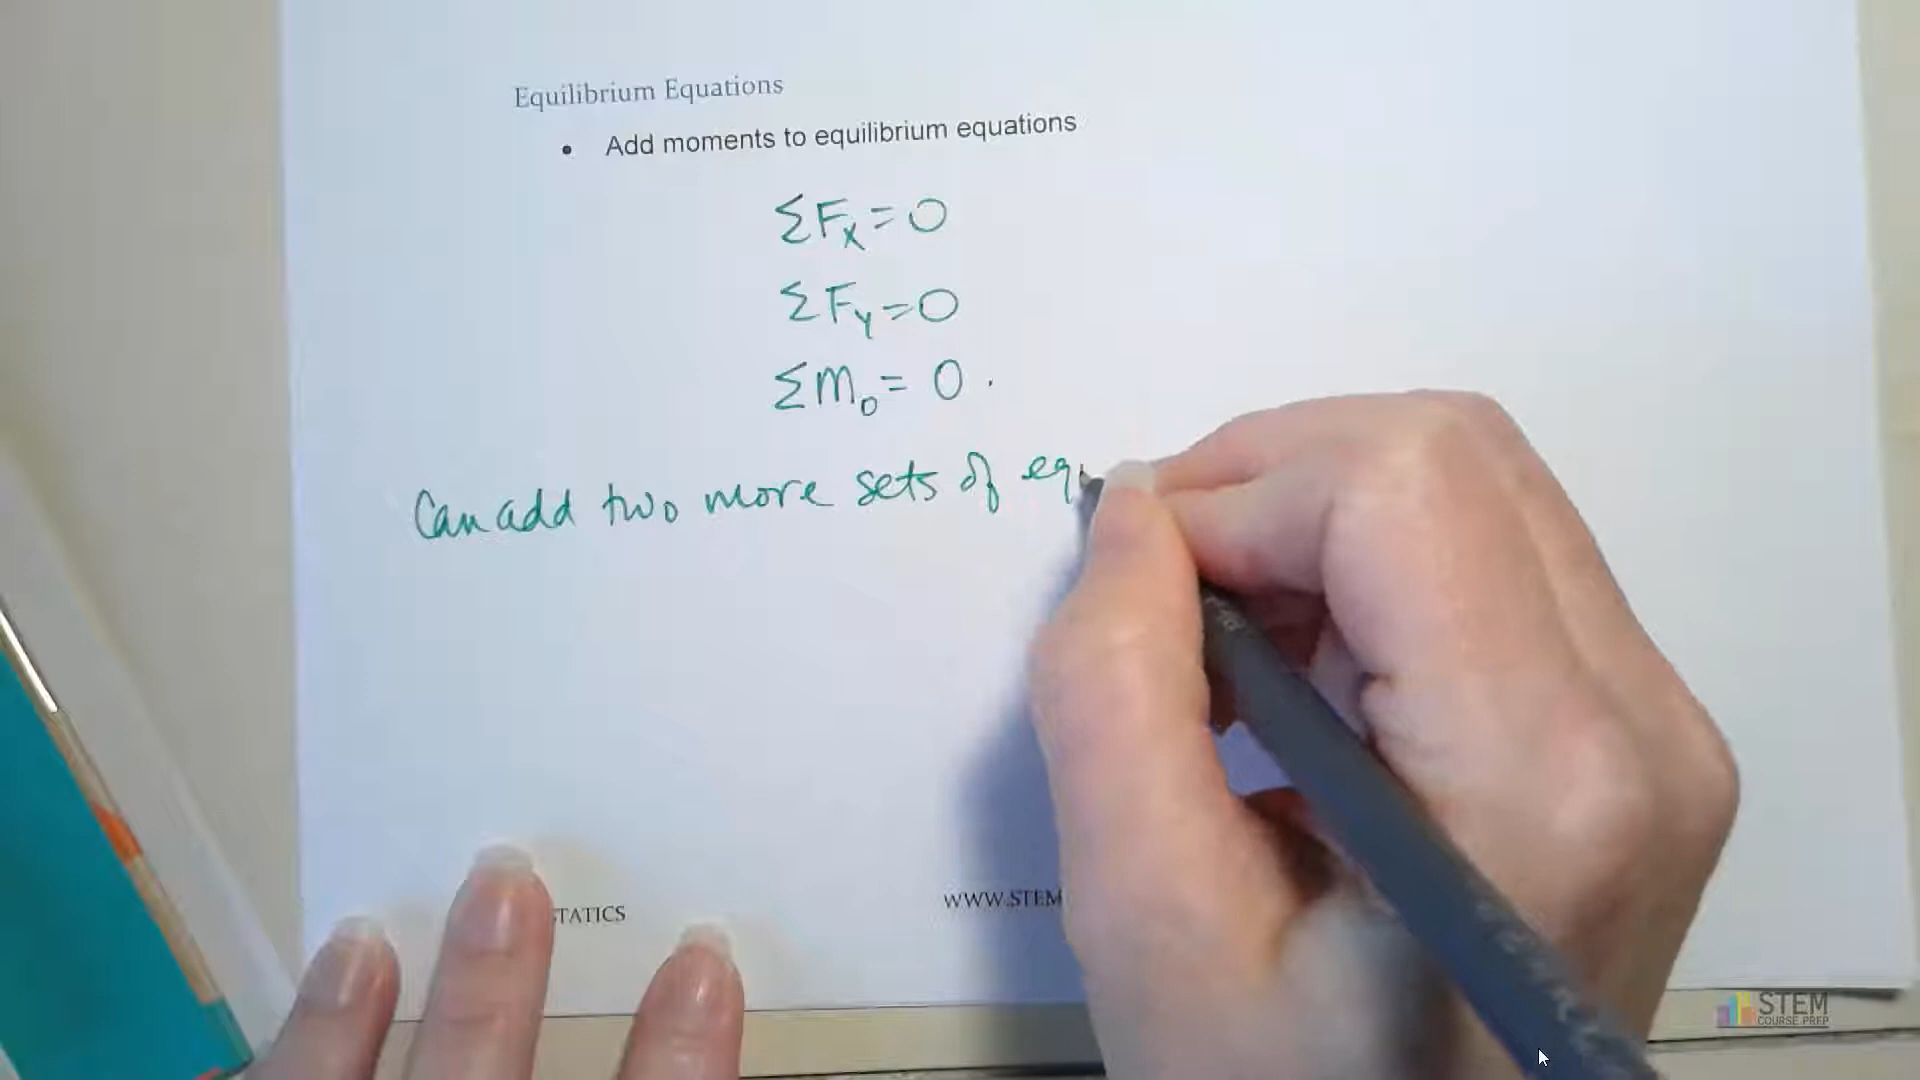 Equilibrium Equations
• Add moments to equilibrium equations
ΣFx=0
ΣFy=0
ΣMo=0.
Can add two more sets of eq
STATICS
WWW.STEM
STEM
COURSE PREP